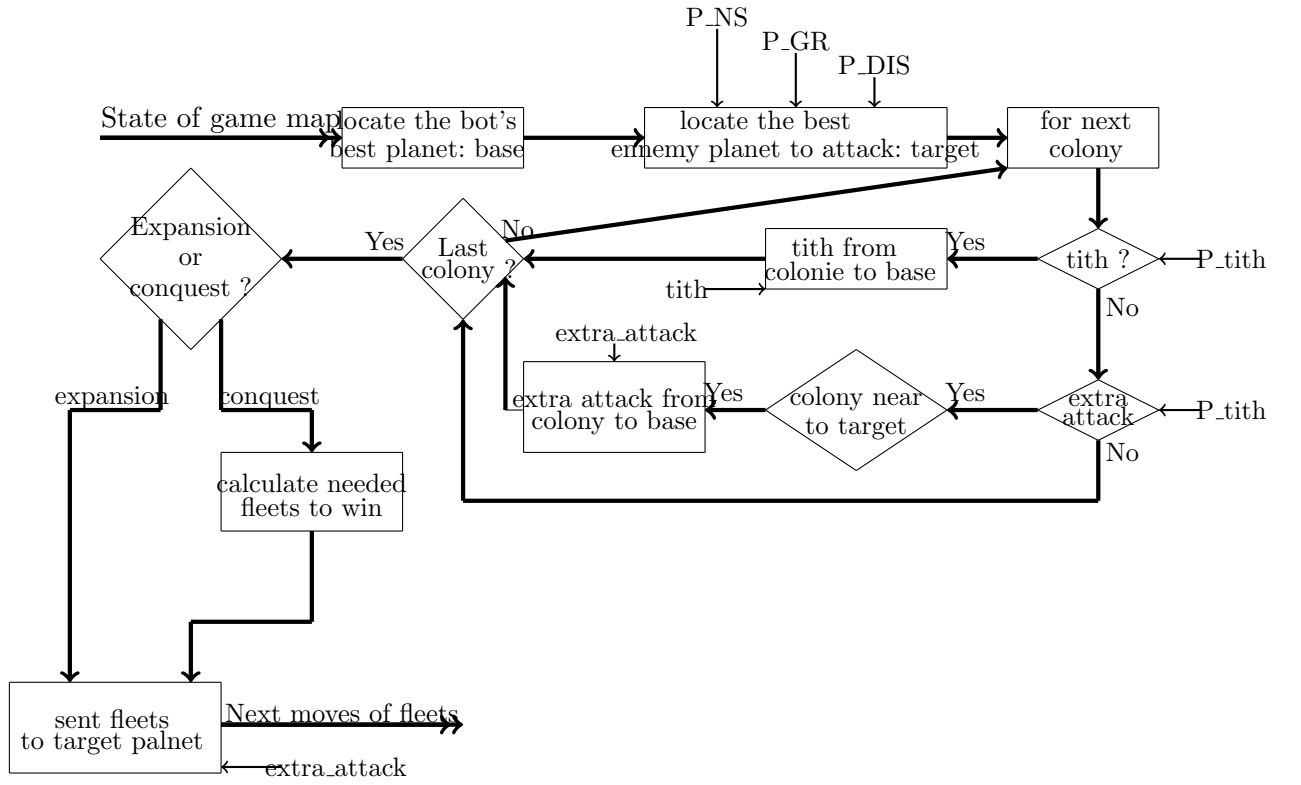 P_NS
P_GR
P_DIS
State of game map
locate the bot's
best planet: base
locate the best
ennemy planet to attack: target
for next
colony
Expansion
or
conquest ?
Yes
Last
colony ?
No
tith from
colonie to base
tith
Yes
tith ?
P_tith
No
extra_attack
extra attack from
colony to base
Yes
colony near
to target
Yes
extra
attack
P_tith
No
expansion
conquest
calculate needed
fleets to win
sent fleets
to target palnet
Next moves of fleets
extra_attack